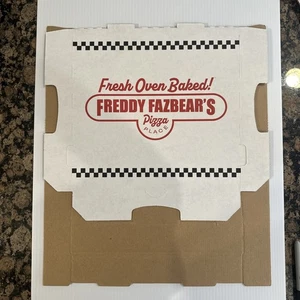 Fresh Oven Baked!
FREDDY FAZBEAR'S
Pizza
PLACE